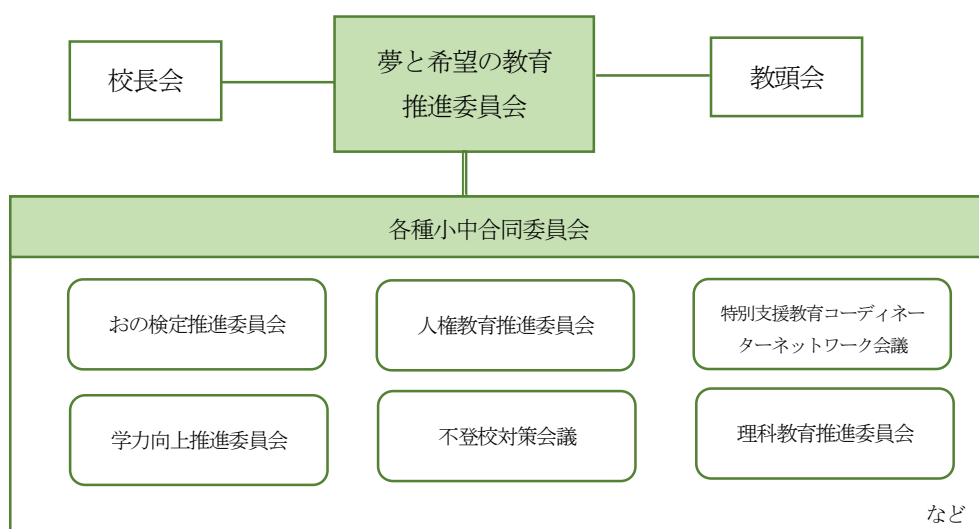 校長会
夢と希望の教育
推進委員会
教頭会
各種小中合同委員会
おの検定推進委員会
人権教育推進委員会
特別支援教育コーディネー
ターネットワーク会議
学力向上推進委員会
不登校対策会議
理科教育推進委員会
など